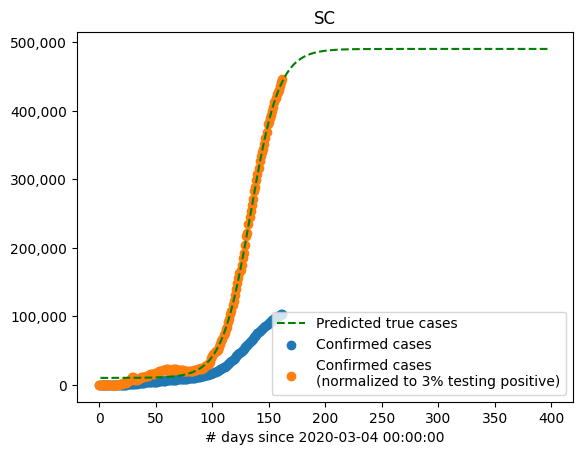 SC
500,000
400,000
300,000
200,000
100,000
0
Predicted true cases
Confirmed cases
Confirmed cases
(normalized to 3% testing positive)
0 50 100 150 200 250 300 350 400
# days since 2020-03-04 00:00:00